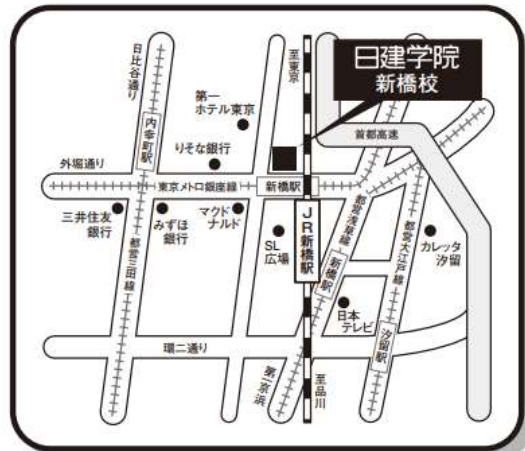 日建学院
新橋校
至東京
日比谷通り
第一
ホテル東京
首都高速
内幸町駅
りそな銀行
外堀通り
東京メトロ銀座線
新橋駅
三井住友
銀行
みずほ
銀行
マクド
ナルド
SL
広場
JR新橋駅
都営浅草線
新橋駅
都営大江戸線
カレッタ
汐留
都営三田線
日本
テレビ
汐留駅
環二通り
第一京浜
至品川